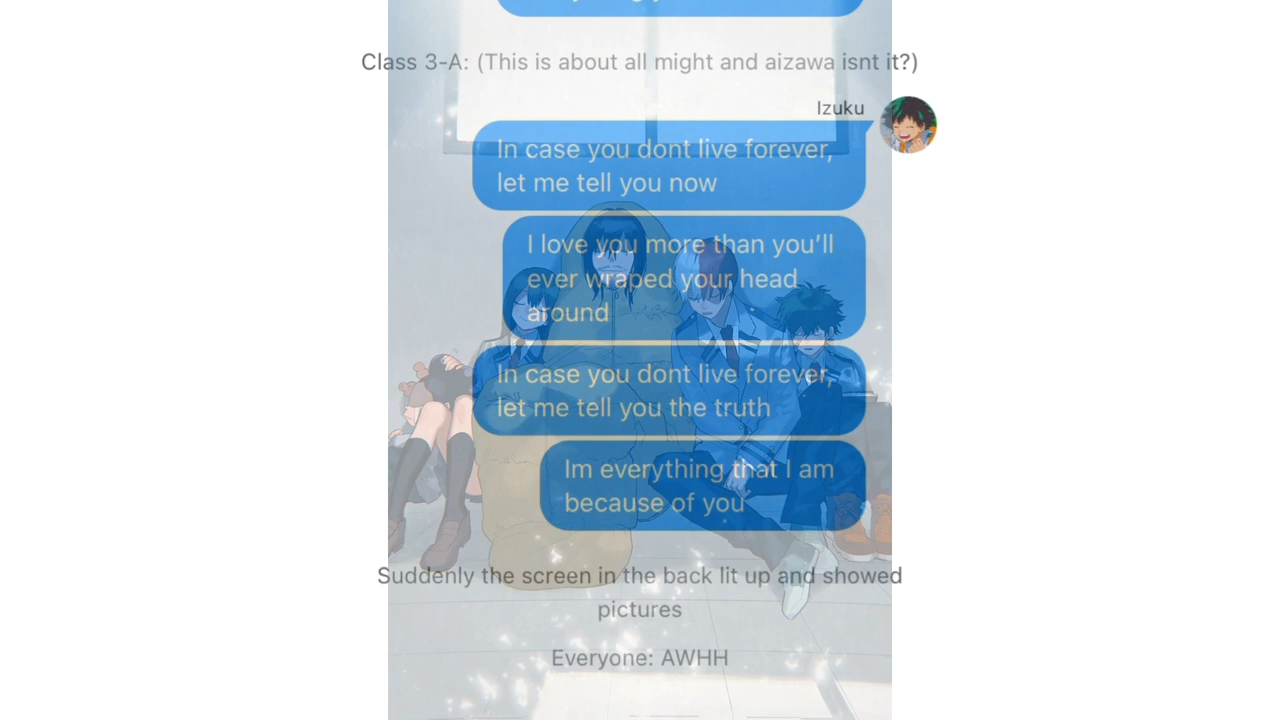 Class 3-A: (This is about all might and aizawa isnt it?)
Izuku
In case you dont live forever,
let me tell you now
I love you more than you’ll
ever wraped your head
around
In case you dont live forever,
let me tell you the truth
Im everything that I am
because of you
Suddenly the screen in the back lit up and showed
pictures
Everyone: AWHH